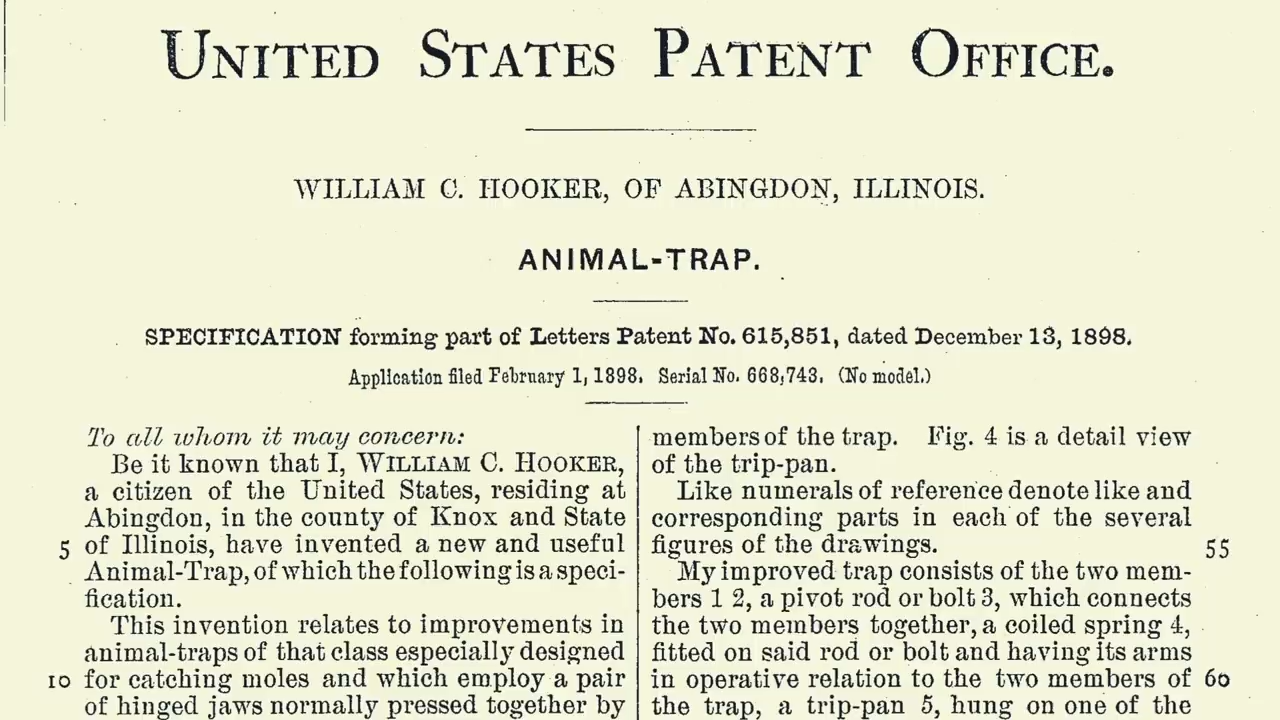 UNITED STATES PATENT OFFICE.
WILLIAM C. HOOKER, OF ABINGDON, ILLINOIS.
ANIMAL-TRAP.
SPECIFICATION forming part of Letters Patent No. 615,851, dated December 13, 1898.
Application filed February 1, 1898. Serial No. 668,743. (No model.)
To all whom it may concern:
Be it known that I, WILLIAM C. HOOKER,
a citizen of the United States, residing at
Abingdon, in the county of Knox and State
5 of Illinois, have invented a new and useful
Animal-Trap, of which the following is a speci-
fication.
This invention relates to improvements in
animal-traps of that class especially designed
10 for catching moles and which employ a pair
of hinged jaws normally pressed together by
members of the trap. Fig. 4 is a detail view
of the trip-pan.
Like numerals of reference denote like and
corresponding parts in each of the several
figures of the drawings. 55
My improved trap consists of the two mem-
bers 1 2, a pivot rod or bolt 3, which connects
the two members together, a coiled spring 4,
fitted on said rod or bolt and having its arms
in operative relation to the two members of 60
the trap, a trip-pan 5, hung on one of the